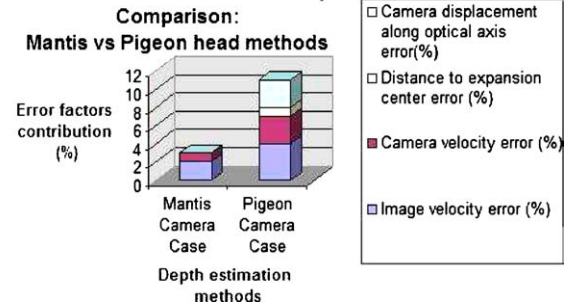 Comparison:
Mantis vs Pigeon head methods
Error factors
contribution
(%)
12
10
8
6
4
2
0
Mantis
Camera
Case
Pigeon
Camera
Case
Depth estimation
methods
Camera displacement
along optical axis
error(%)
Distance to expansion
center error (%)
Camera velocity error (%)
Image velocity error (%)